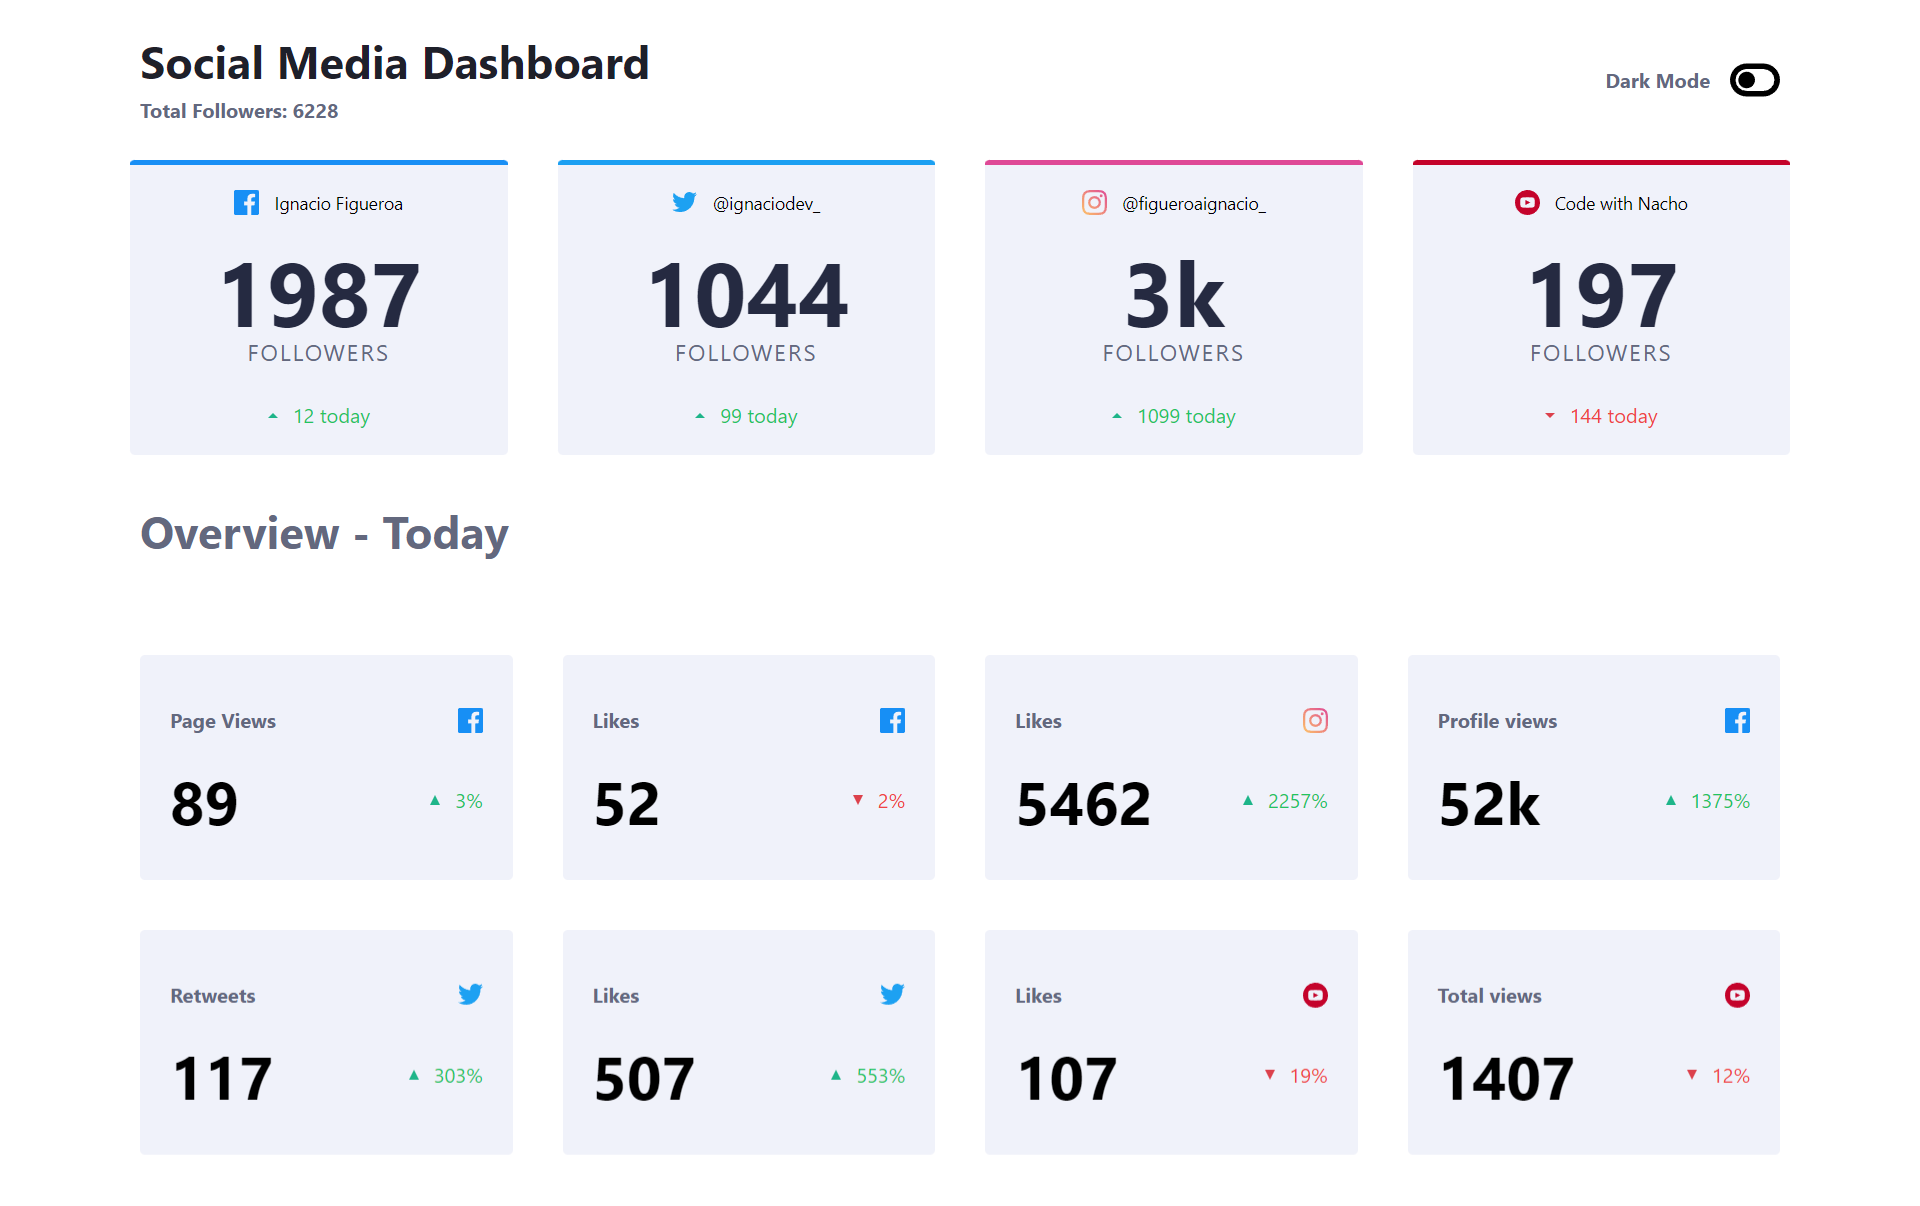 Social Media Dashboard
Total Followers: 6228
Dark Mode
Ignacio Figueroa
1987
FOLLOWERS
12 today
@ignaciodev_
1044
FOLLOWERS
99 today
@figueroaignacio_
3k
FOLLOWERS
1099 today
Code with Nacho
197
FOLLOWERS
144 today
Overview - Today
Page Views
89
3%
Likes
52
2%
Likes
5462
2257%
Profile views
52k
1375%
Retweets
117
303%
Likes
507
553%
Likes
107
19%
Total views
1407
12%